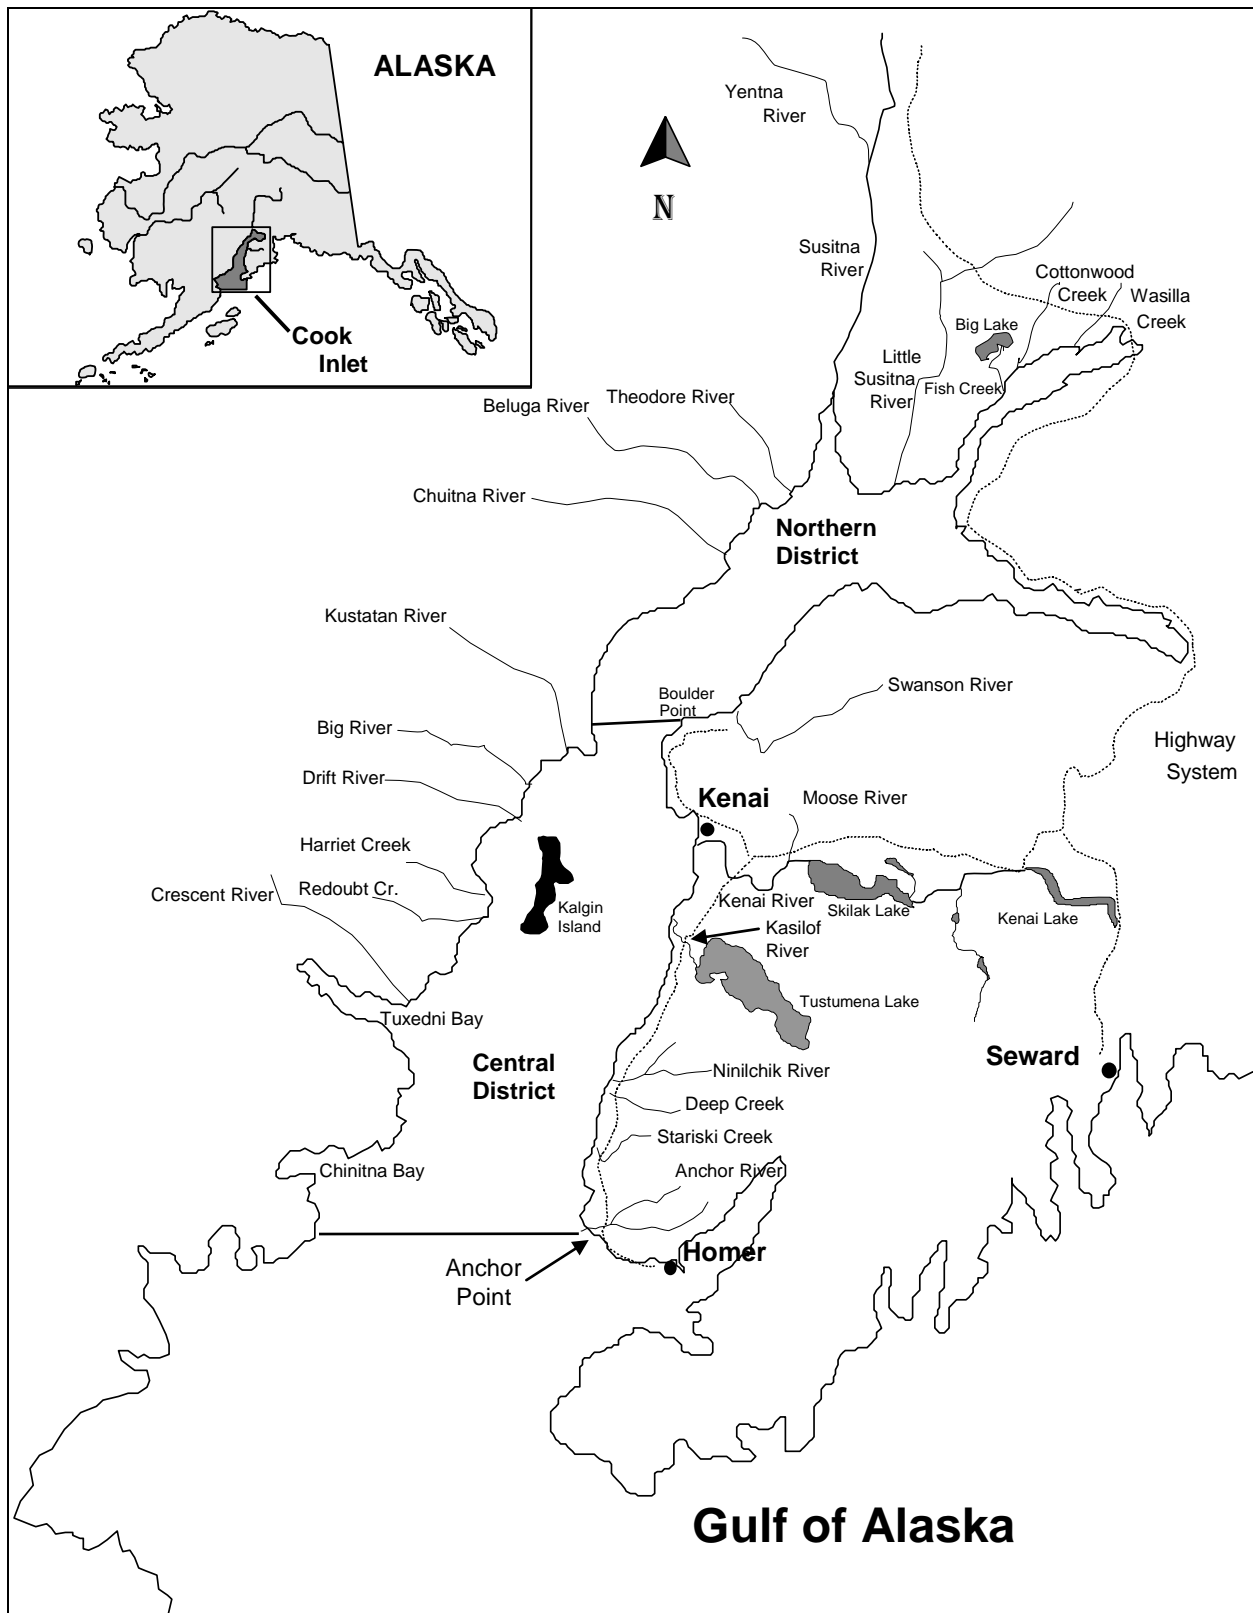 ALASKA
Cook
Inlet
Yentna
River
N
Susitna
River
Cottonwood
Creek
Wasilla
Creek
Big Lake
Little
Susitna
River
Fish Creek
Theodore River
Beluga River
Chuitna River
Northern
District
Kustatan River
Boulder
Point
Swanson River
Big River
Highway
System
Drift River
Kenai
Moose River
Harriet Creek
Redoubt Cr.
Crescent River
Kalgin
Island
Kenai River
Skilak Lake
Kenai Lake
Kasilof
River
Tustumena Lake
Tuxedni Bay
Central
District
Seward
Ninilchik River
Deep Creek
Stariski Creek
Anchor River
Chinitna Bay
Homer
Anchor
Point
Gulf of Alaska